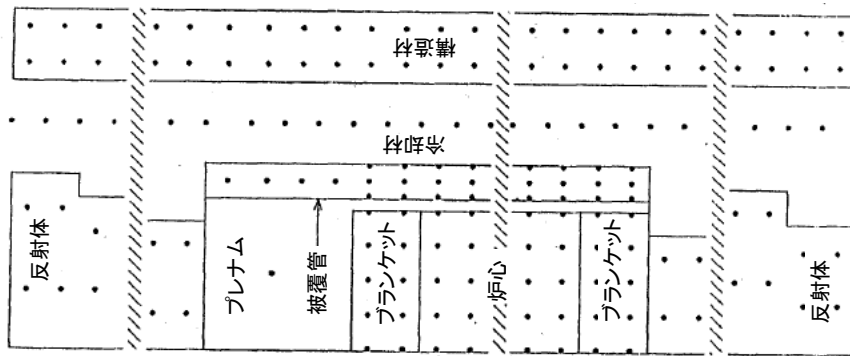 構造材
冷却材
反射体
プレナム
被覆管
ブランケット
炉心
ブランケット
反射体